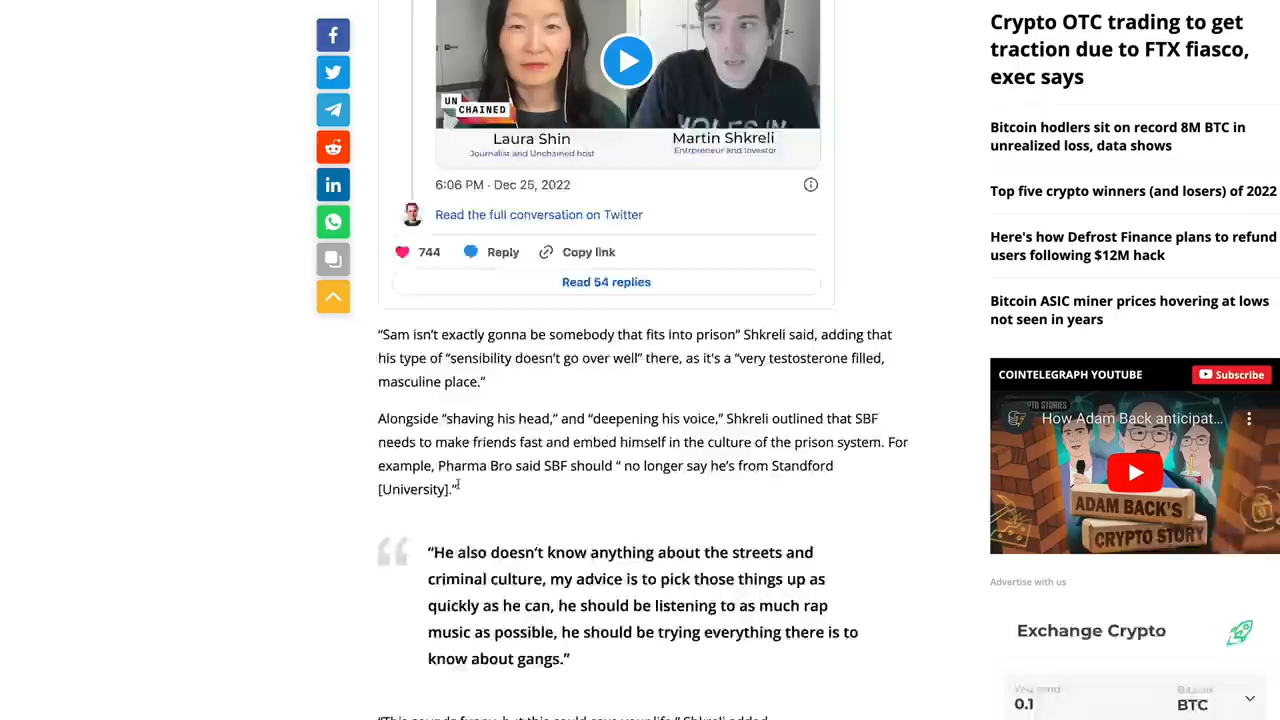 UN
CHAINED
Laura Shin
Journalist and Unchained host
Martin Shkreli
Entrepreneur and Investor
6:06 PM · Dec 25, 2022
Read the full conversation on Twitter
744 Reply Copy link
Read 54 replies
“Sam isn’t exactly gonna be somebody that fits into prison” Shkreli said, adding that
his type of “sensibility doesn’t go over well” there, as it's a “very testosterone filled,
masculine place.”
Alongside “shaving his head,” and “deepening his voice,” Shkreli outlined that SBF
needs to make friends fast and embed himself in the culture of the prison system. For
example, Pharma Bro said SBF should “ no longer say he’s from Standford
[University].”
“He also doesn’t know anything about the streets and
criminal culture, my advice is to pick those things up as
quickly as he can, he should be listening to as much rap
music as possible, he should be trying everything there is to
know about gangs.”
Crypto OTC trading to get
traction due to FTX fiasco,
exec says
Bitcoin hodlers sit on record 8M BTC in
unrealized loss, data shows
Top five crypto winners (and losers) of 2022
Here's how Defrost Finance plans to refund
users following $12M hack
Bitcoin ASIC miner prices hovering at lows
not seen in years
COINTELEGRAPH YOUTUBE
Subscribe
How Adam Back anticipat...
ADAM BACK'S
CRYPTO STORY
Advertise with us
Exchange Crypto
You send
0.1
Bitcoin
BTC